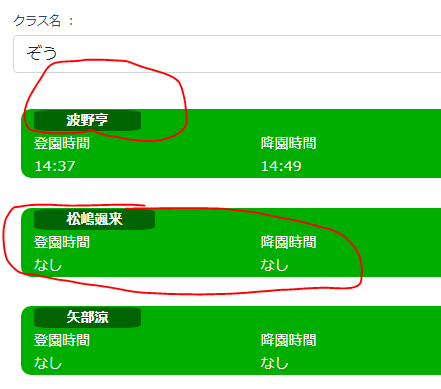 クラス名 ：
ぞう
波野亨
登園時間 降園時間
14:37 14:49
松嶋颯来
登園時間 降園時間
なし なし
矢部涼
登園時間 降園時間
なし なし